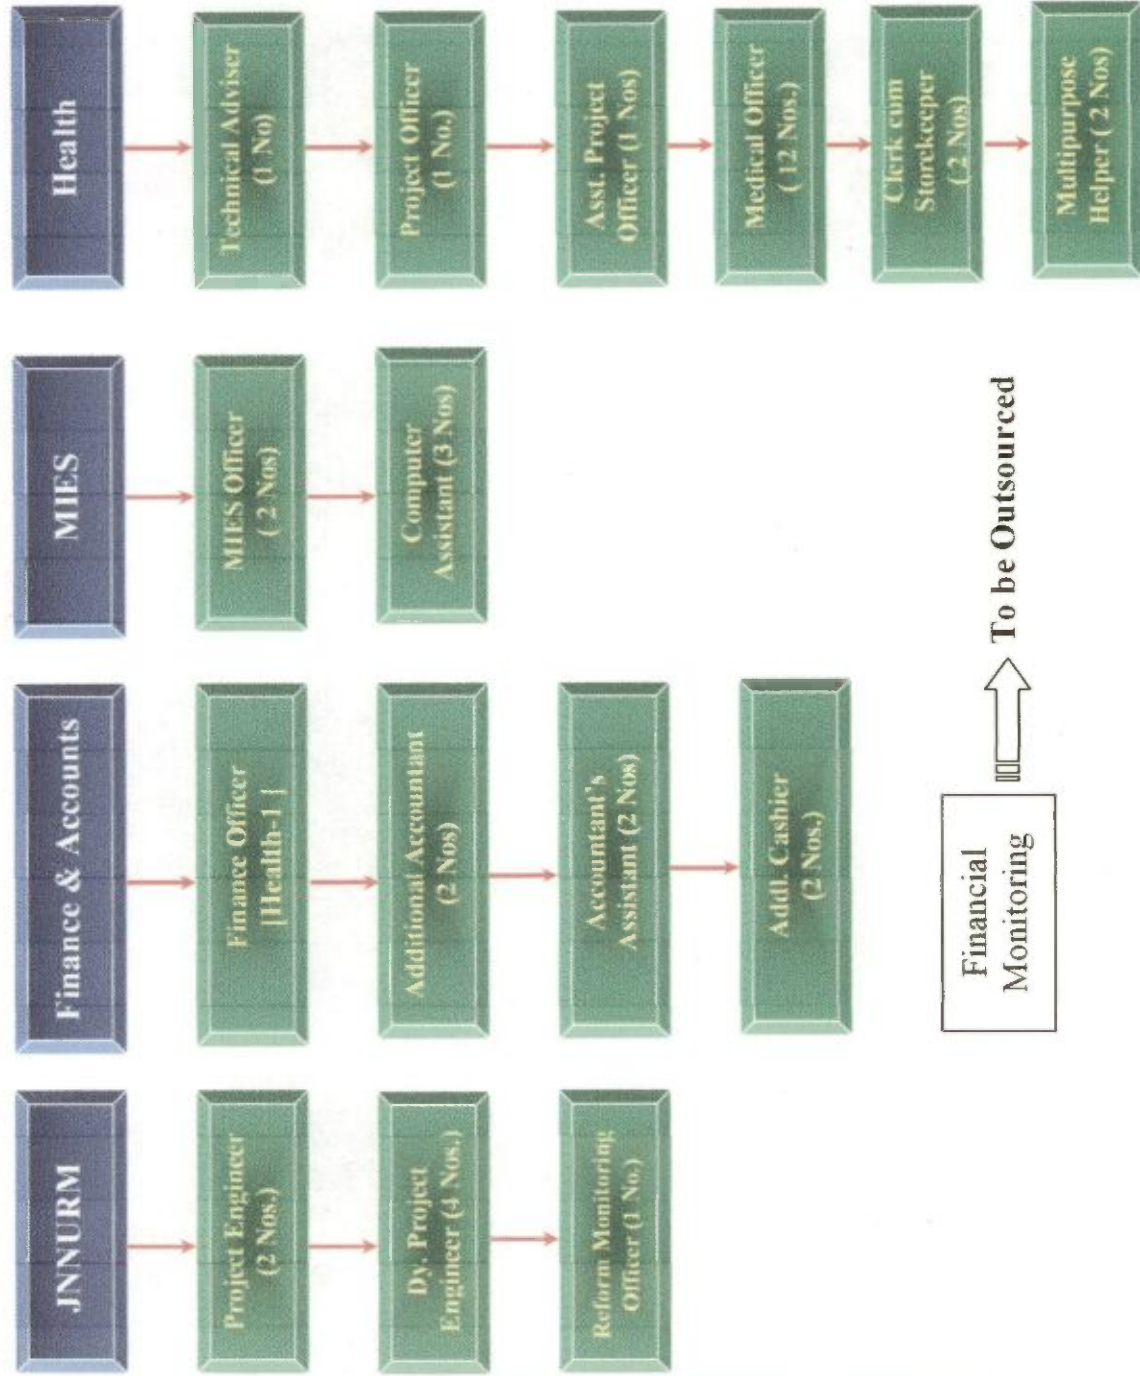 JNNURM
Project Engineer
(2 Nos.)
Dy. Project
Engineer (4 Nos.)
Reform Monitoring
Officer (1 No.)
Finance & Accounts
Finance Officer
[Health-1 ]
Additional Accountant
(2 Nos)
Accountant's
Assistant (2 Nos)
Addl. Cashier
(2 Nos.)
MIES
MIES Officer
( 2 Nos)
Computer
Assistant (3 Nos)
Health
Technical Adviser
(1 No)
Project Officer
(1 No.)
Asst. Project
Officer (1 Nos)
Medical Officer
( 12 Nos.)
Clerk cum
Storekeeper
( 2 Nos)
Multipurpose
Helper ( 2 Nos)
Financial
Monitoring
To be Outsourced